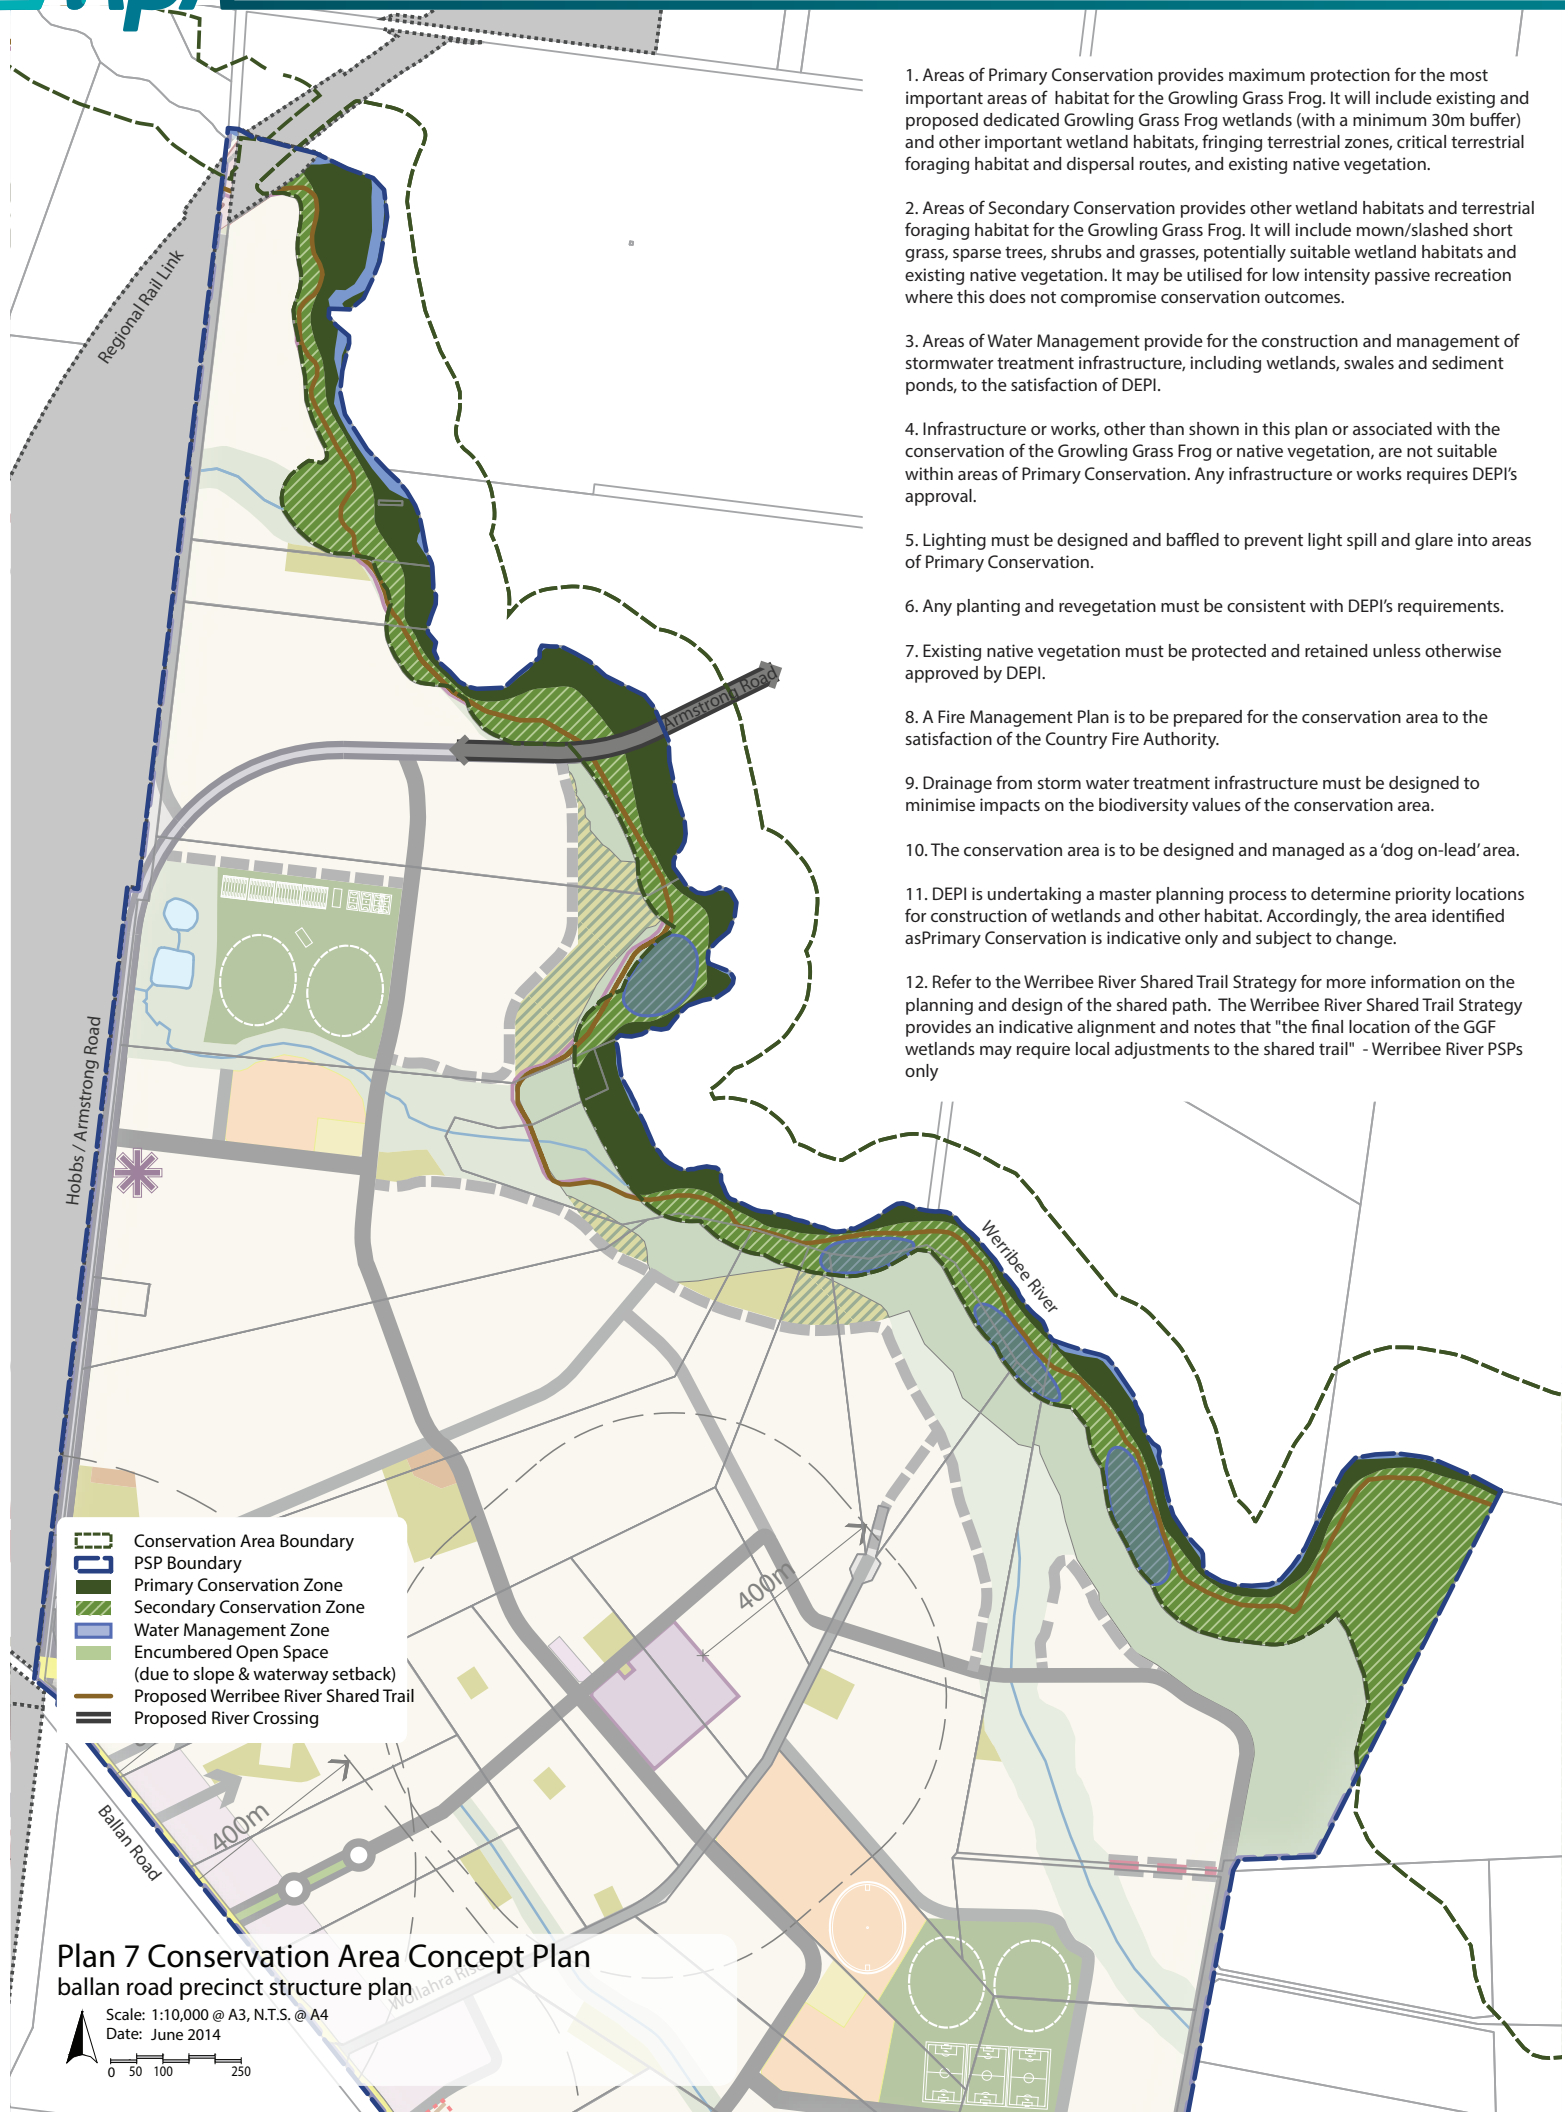 1. Areas of Primary Conservation provides maximum protection for the most
important areas of habitat for the Growling Grass Frog. It will include existing and
proposed dedicated Growling Grass Frog wetlands (with a minimum 30m buffer)
and other important wetland habitats, fringing terrestrial zones, critical terrestrial
foraging habitat and dispersal routes, and existing native vegetation.
2. Areas of Secondary Conservation provides other wetland habitats and terrestrial
foraging habitat for the Growling Grass Frog. It will include mown/slashed short
grass, sparse trees, shrubs and grasses, potentially suitable wetland habitats and
existing native vegetation. It may be utilised for low intensity passive recreation
where this does not compromise conservation outcomes.
3. Areas of Water Management provide for the construction and management of
stormwater treatment infrastructure, including wetlands, swales and sediment
ponds, to the satisfaction of DEPI.
4. Infrastructure or works, other than shown in this plan or associated with the
conservation of the Growling Grass Frog or native vegetation, are not suitable
within areas of Primary Conservation. Any infrastructure or works requires DEPI's
approval.
5. Lighting must be designed and baffled to prevent light spill and glare into areas
of Primary Conservation.
6. Any planting and revegetation must be consistent with DEPI's requirements.
7. Existing native vegetation must be protected and retained unless otherwise
approved by DEPI.
8. A Fire Management Plan is to be prepared for the conservation area to the
satisfaction of the Country Fire Authority.
9. Drainage from storm water treatment infrastructure must be designed to
minimise impacts on the biodiversity values of the conservation area.
10. The conservation area is to be designed and managed as a 'dog on-lead' area.
11. DEPI is undertaking a master planning process to determine priority locations
for construction of wetlands and other habitat. Accordingly, the area identified
asPrimary Conservation is indicative only and subject to change.
12. Refer to the Werribee River Shared Trail Strategy for more information on the
planning and design of the shared path. The Werribee River Shared Trail Strategy
provides an indicative alignment and notes that "the final location of the GGF
wetlands may require local adjustments to the shared trail" - Werribee River PSPs
only
Regional Rail Link
Armstrong Road
Hobbs / Armstrong Road
Werribee River
400m
Conservation Area Boundary
PSP Boundary
Primary Conservation Zone
Secondary Conservation Zone
Water Management Zone
Encumbered Open Space
(due to slope & waterway setback)
Proposed Werribee River Shared Trail
Proposed River Crossing
400m
Ballan Road
Wollahra Rise
Plan 7 Conservation Area Concept Plan
ballan road precinct structure plan
Scale: 1:10,000 @ A3, N.T.S. @ A4
Date: June 2014
0 50 100 250